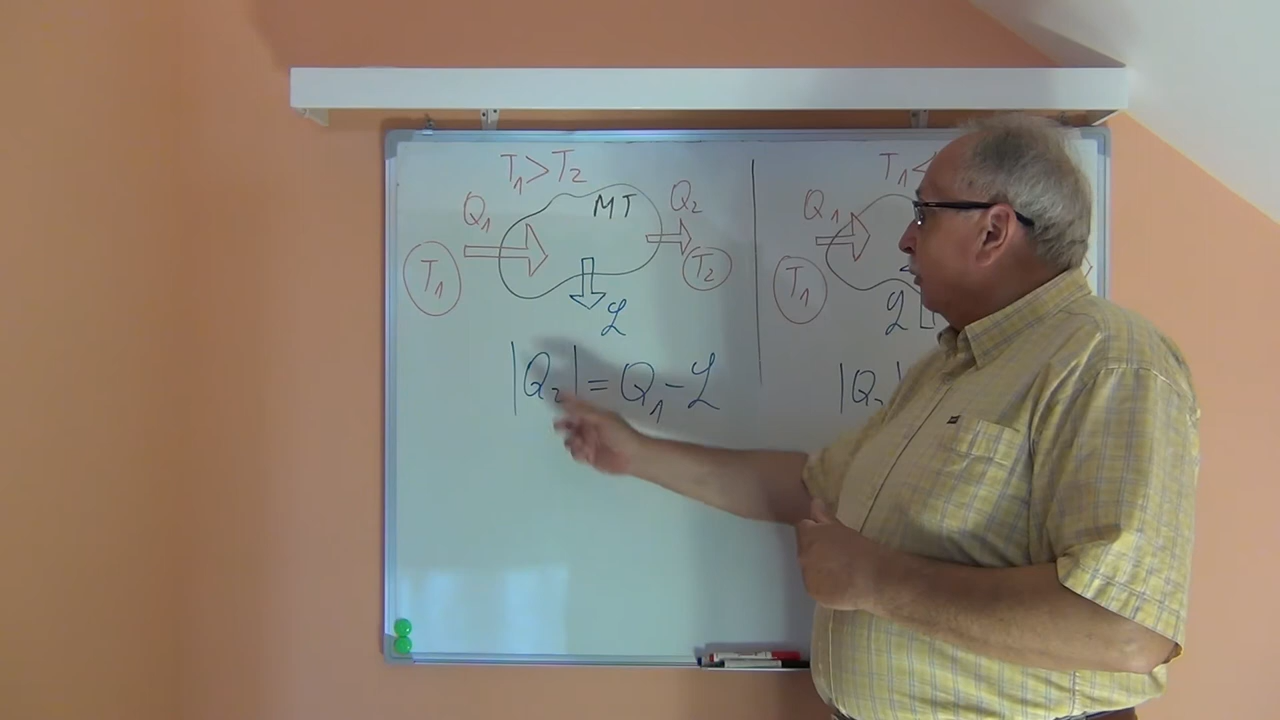 T₁>T₂
Q₁
MT
Q₂
T₁
T₂
ℒ
|Q₂| = Q₁ - ℒ
T₁<
Q₁
T₁
ℒ
|Q₂|